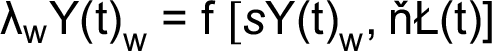 λwY(t)w = f [sY(t)w, ňŁ(t)]